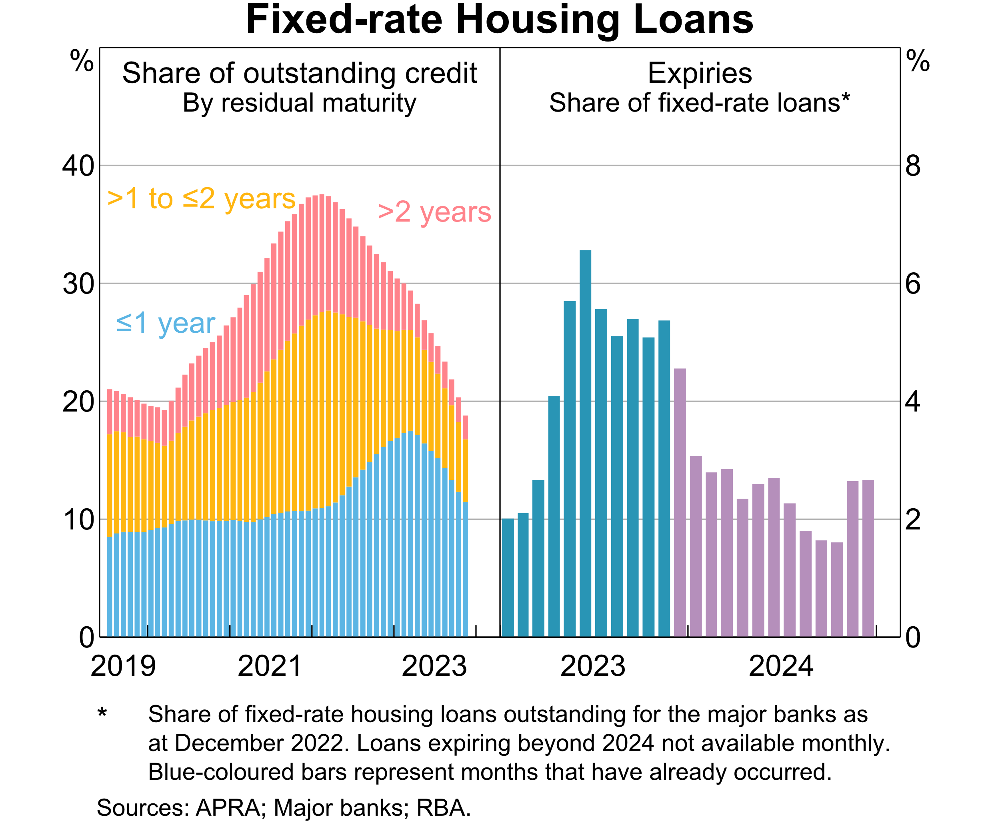 Fixed-rate Housing Loans
%
Share of outstanding credit
By residual maturity
Expiries
Share of fixed-rate loans*
%
40
8
>1 to ≤2 years
>2 years
30
6
≤1 year
20
4
10
2
0
0
2019
2021
2023
2023
2024
* Share of fixed-rate housing loans outstanding for the major banks as
at December 2022. Loans expiring beyond 2024 not available monthly.
Blue-coloured bars represent months that have already occurred.
Sources: APRA; Major banks; RBA.